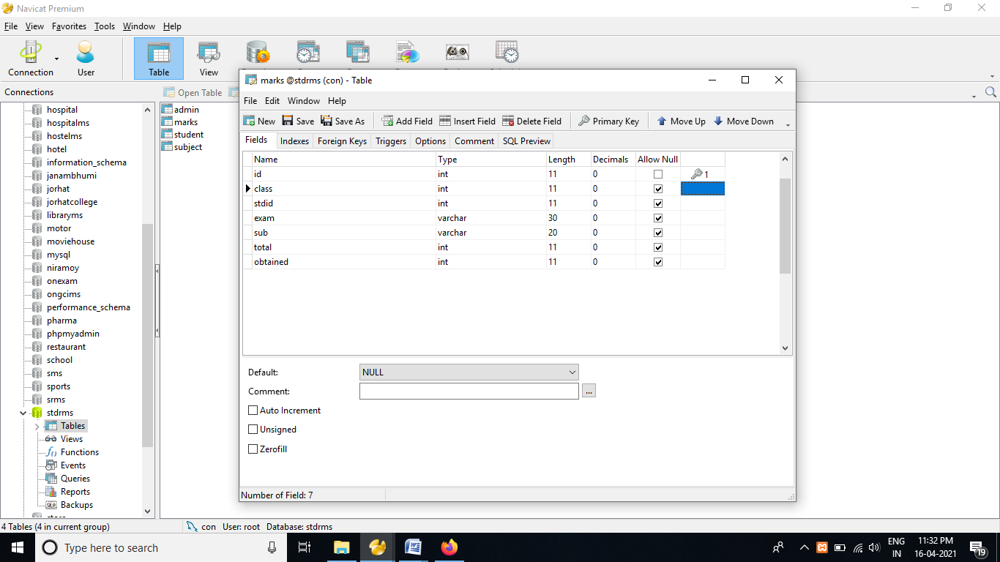 Navicat Premium
File View Favorites Tools Window Help
Connection User Table View
Connections
Open Table
hospital
hospitalms
hostelms
hotel
information_schema
janambhumi
jorhat
jorhatcollege
libraryms
motor
moviehouse
mysql
niramoy
onexam
ongcims
performance_schema
pharma
phpmyadmin
restaurant
school
sms
sports
srms
stdrms
Tables
Views
Functions
Events
Queries
Reports
Backups
admin
marks
student
subject
marks @stdrms (con) - Table
File Edit Window Help
New Save Save As Add Field Insert Field Delete Field Primary Key Move Up Move Down
Fields Indexes Foreign Keys Triggers Options Comment SQL Preview
Name Type Length Decimals Allow Null
id int 11 0 1
class int 11 0
stdid int 11 0
exam varchar 30 0
sub varchar 20 0
total int 11 0
obtained int 11 0
Default: NULL
Comment: ...
Auto Increment
Unsigned
Zerofill
Number of Field: 7
4 Tables (4 in current group) con User: root Database: stdrms
Type here to search
ENG
IN
11:32 PM
16-04-2021
19